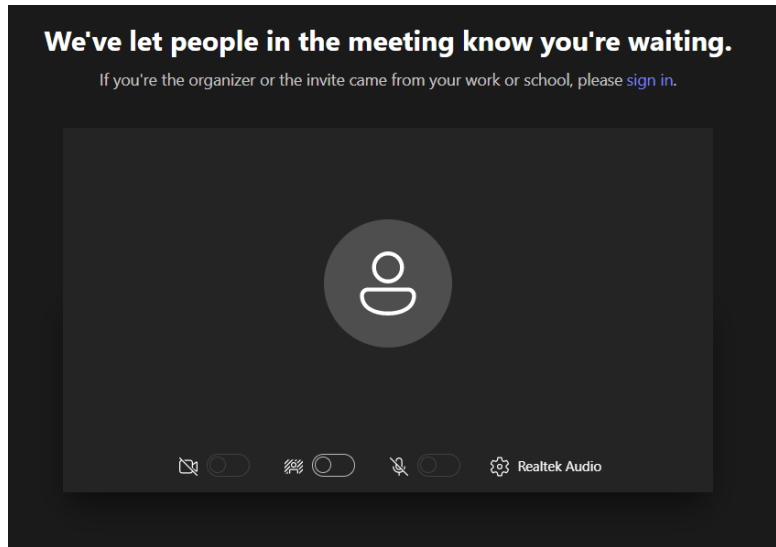 We've let people in the meeting know you're waiting.
If you're the organizer or the invite came from your work or school, please sign in.
Realtek Audio